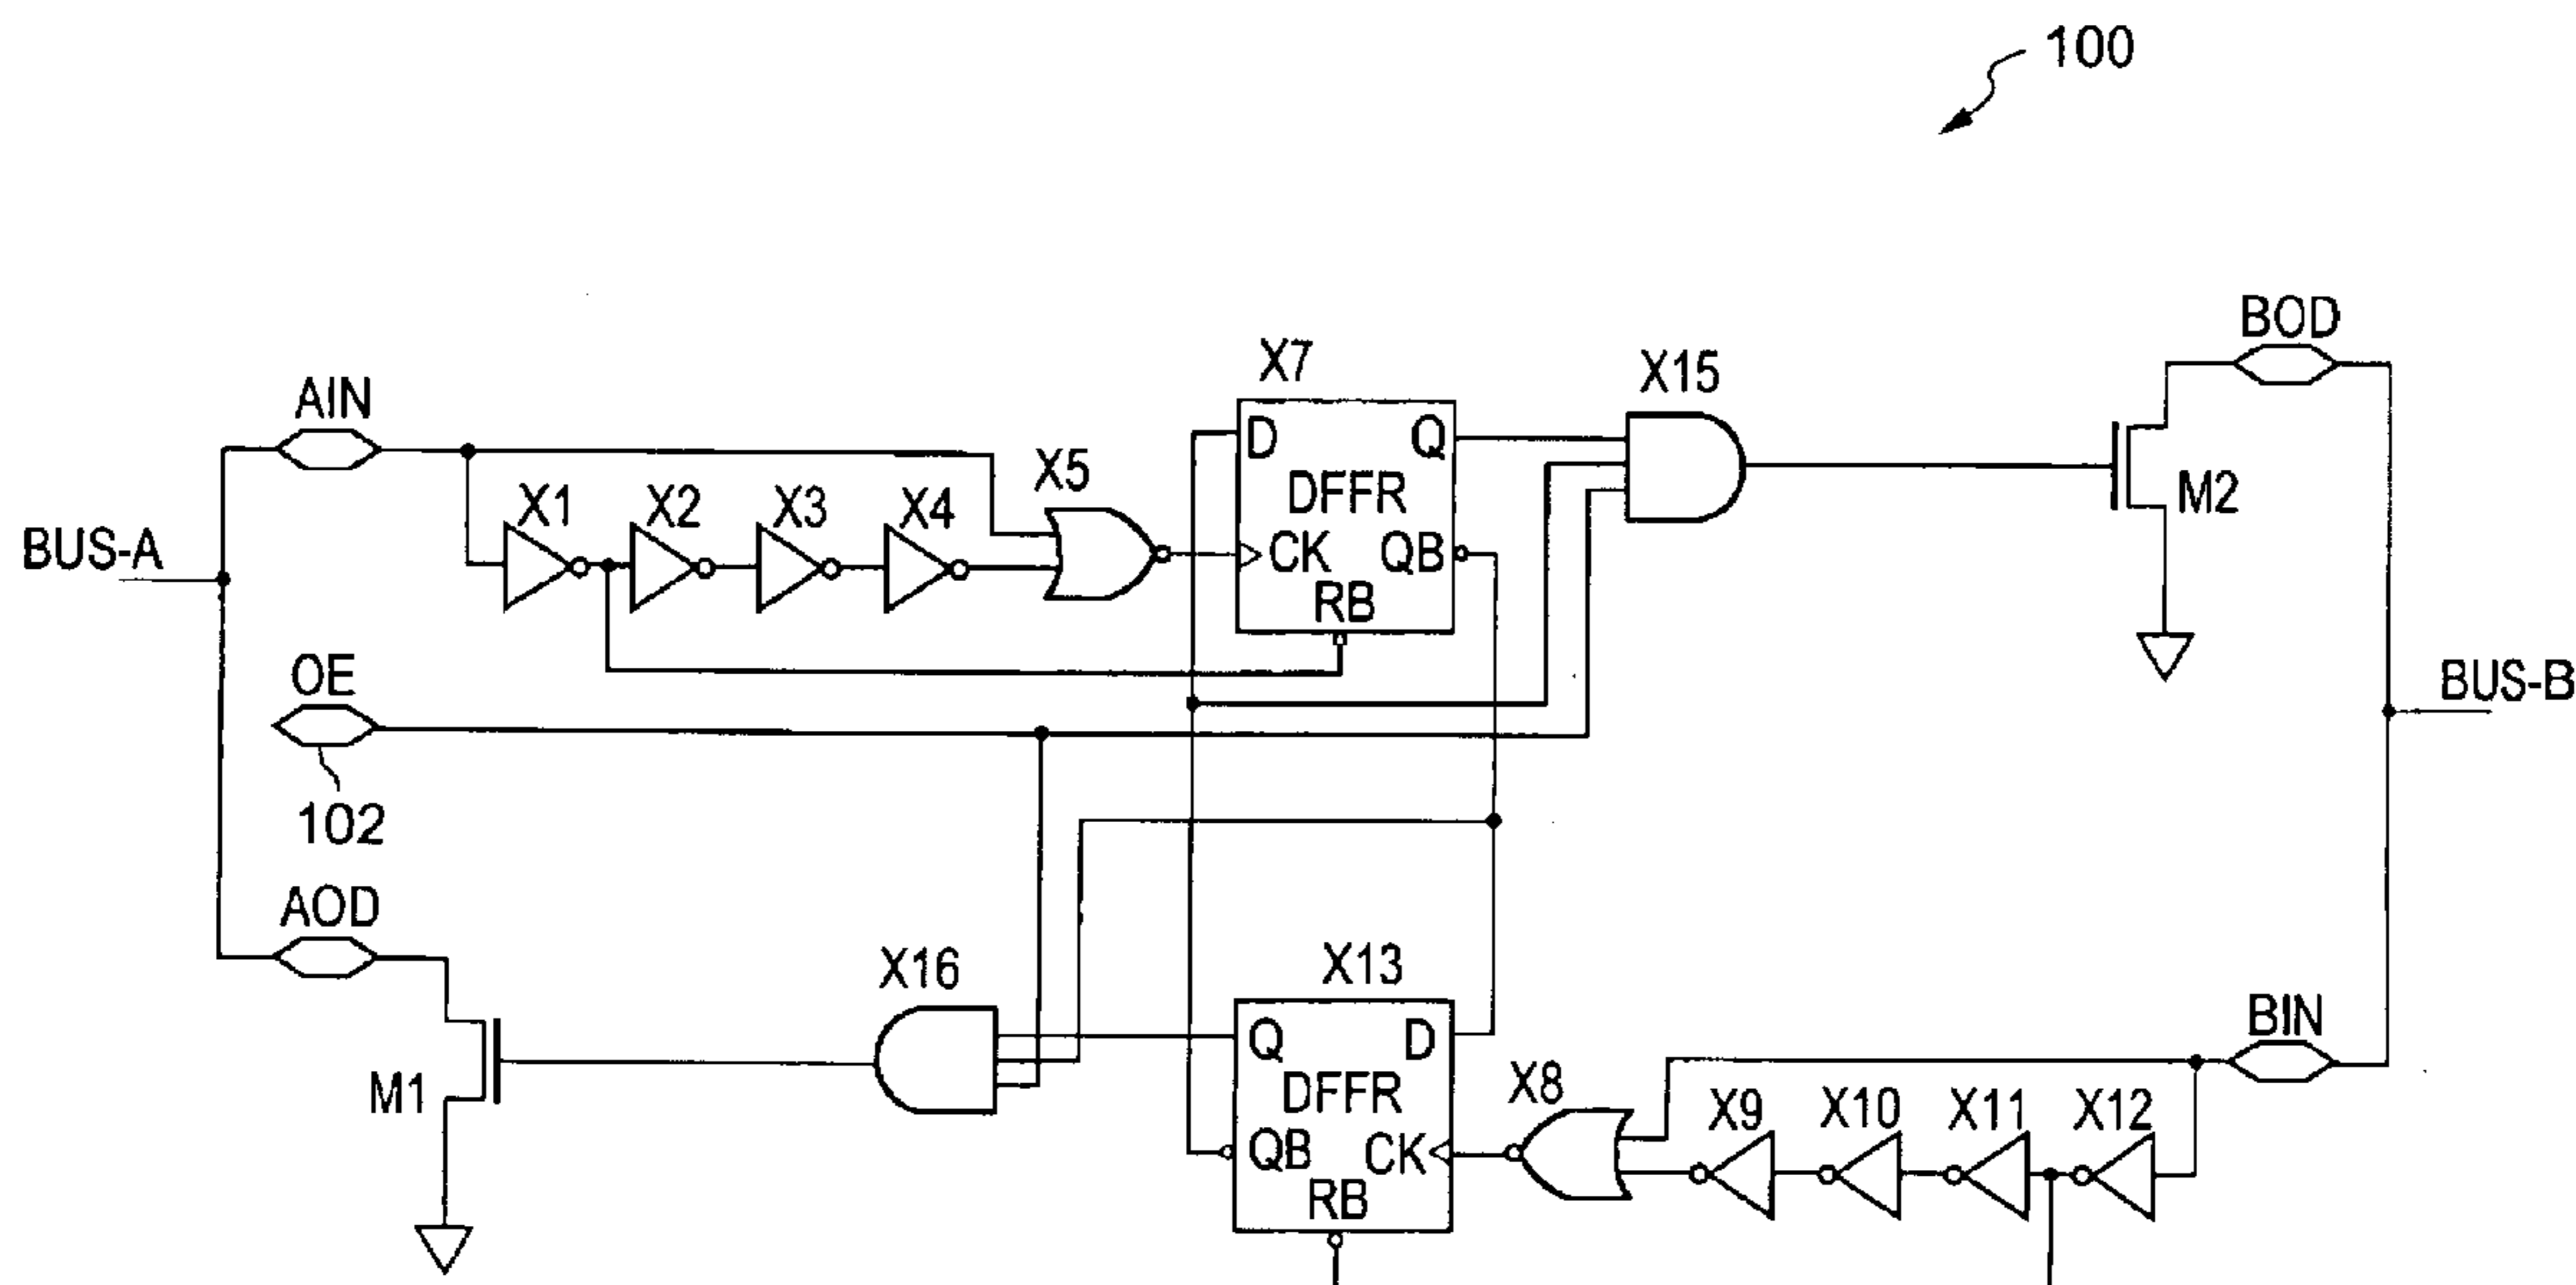 100
BOD
X7
X15
AIN
D
Q
X5
X1
X2
X3
X4
DFFR
M2
BUS-A
CK
QB
RB
OE
BUS-B
102
AOD
X16
X13
BIN
Q
D
M1
DFFR
X8
X9
X10
X11
X12
QB
CK
RB